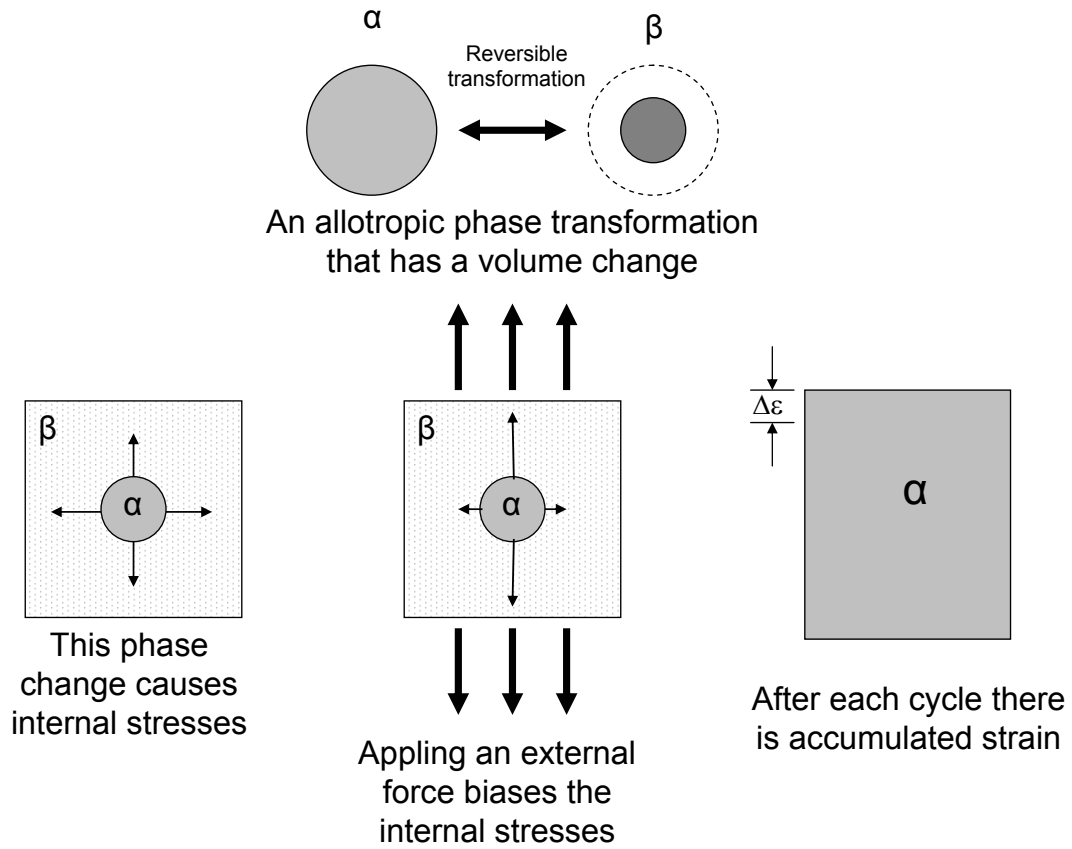 α
β
Reversible
transformation
An allotropic phase transformation
that has a volume change
β
α
This phase
change causes
internal stresses
β
α
Appling an external
force biases the
internal stresses
Δε
α
After each cycle there
is accumulated strain